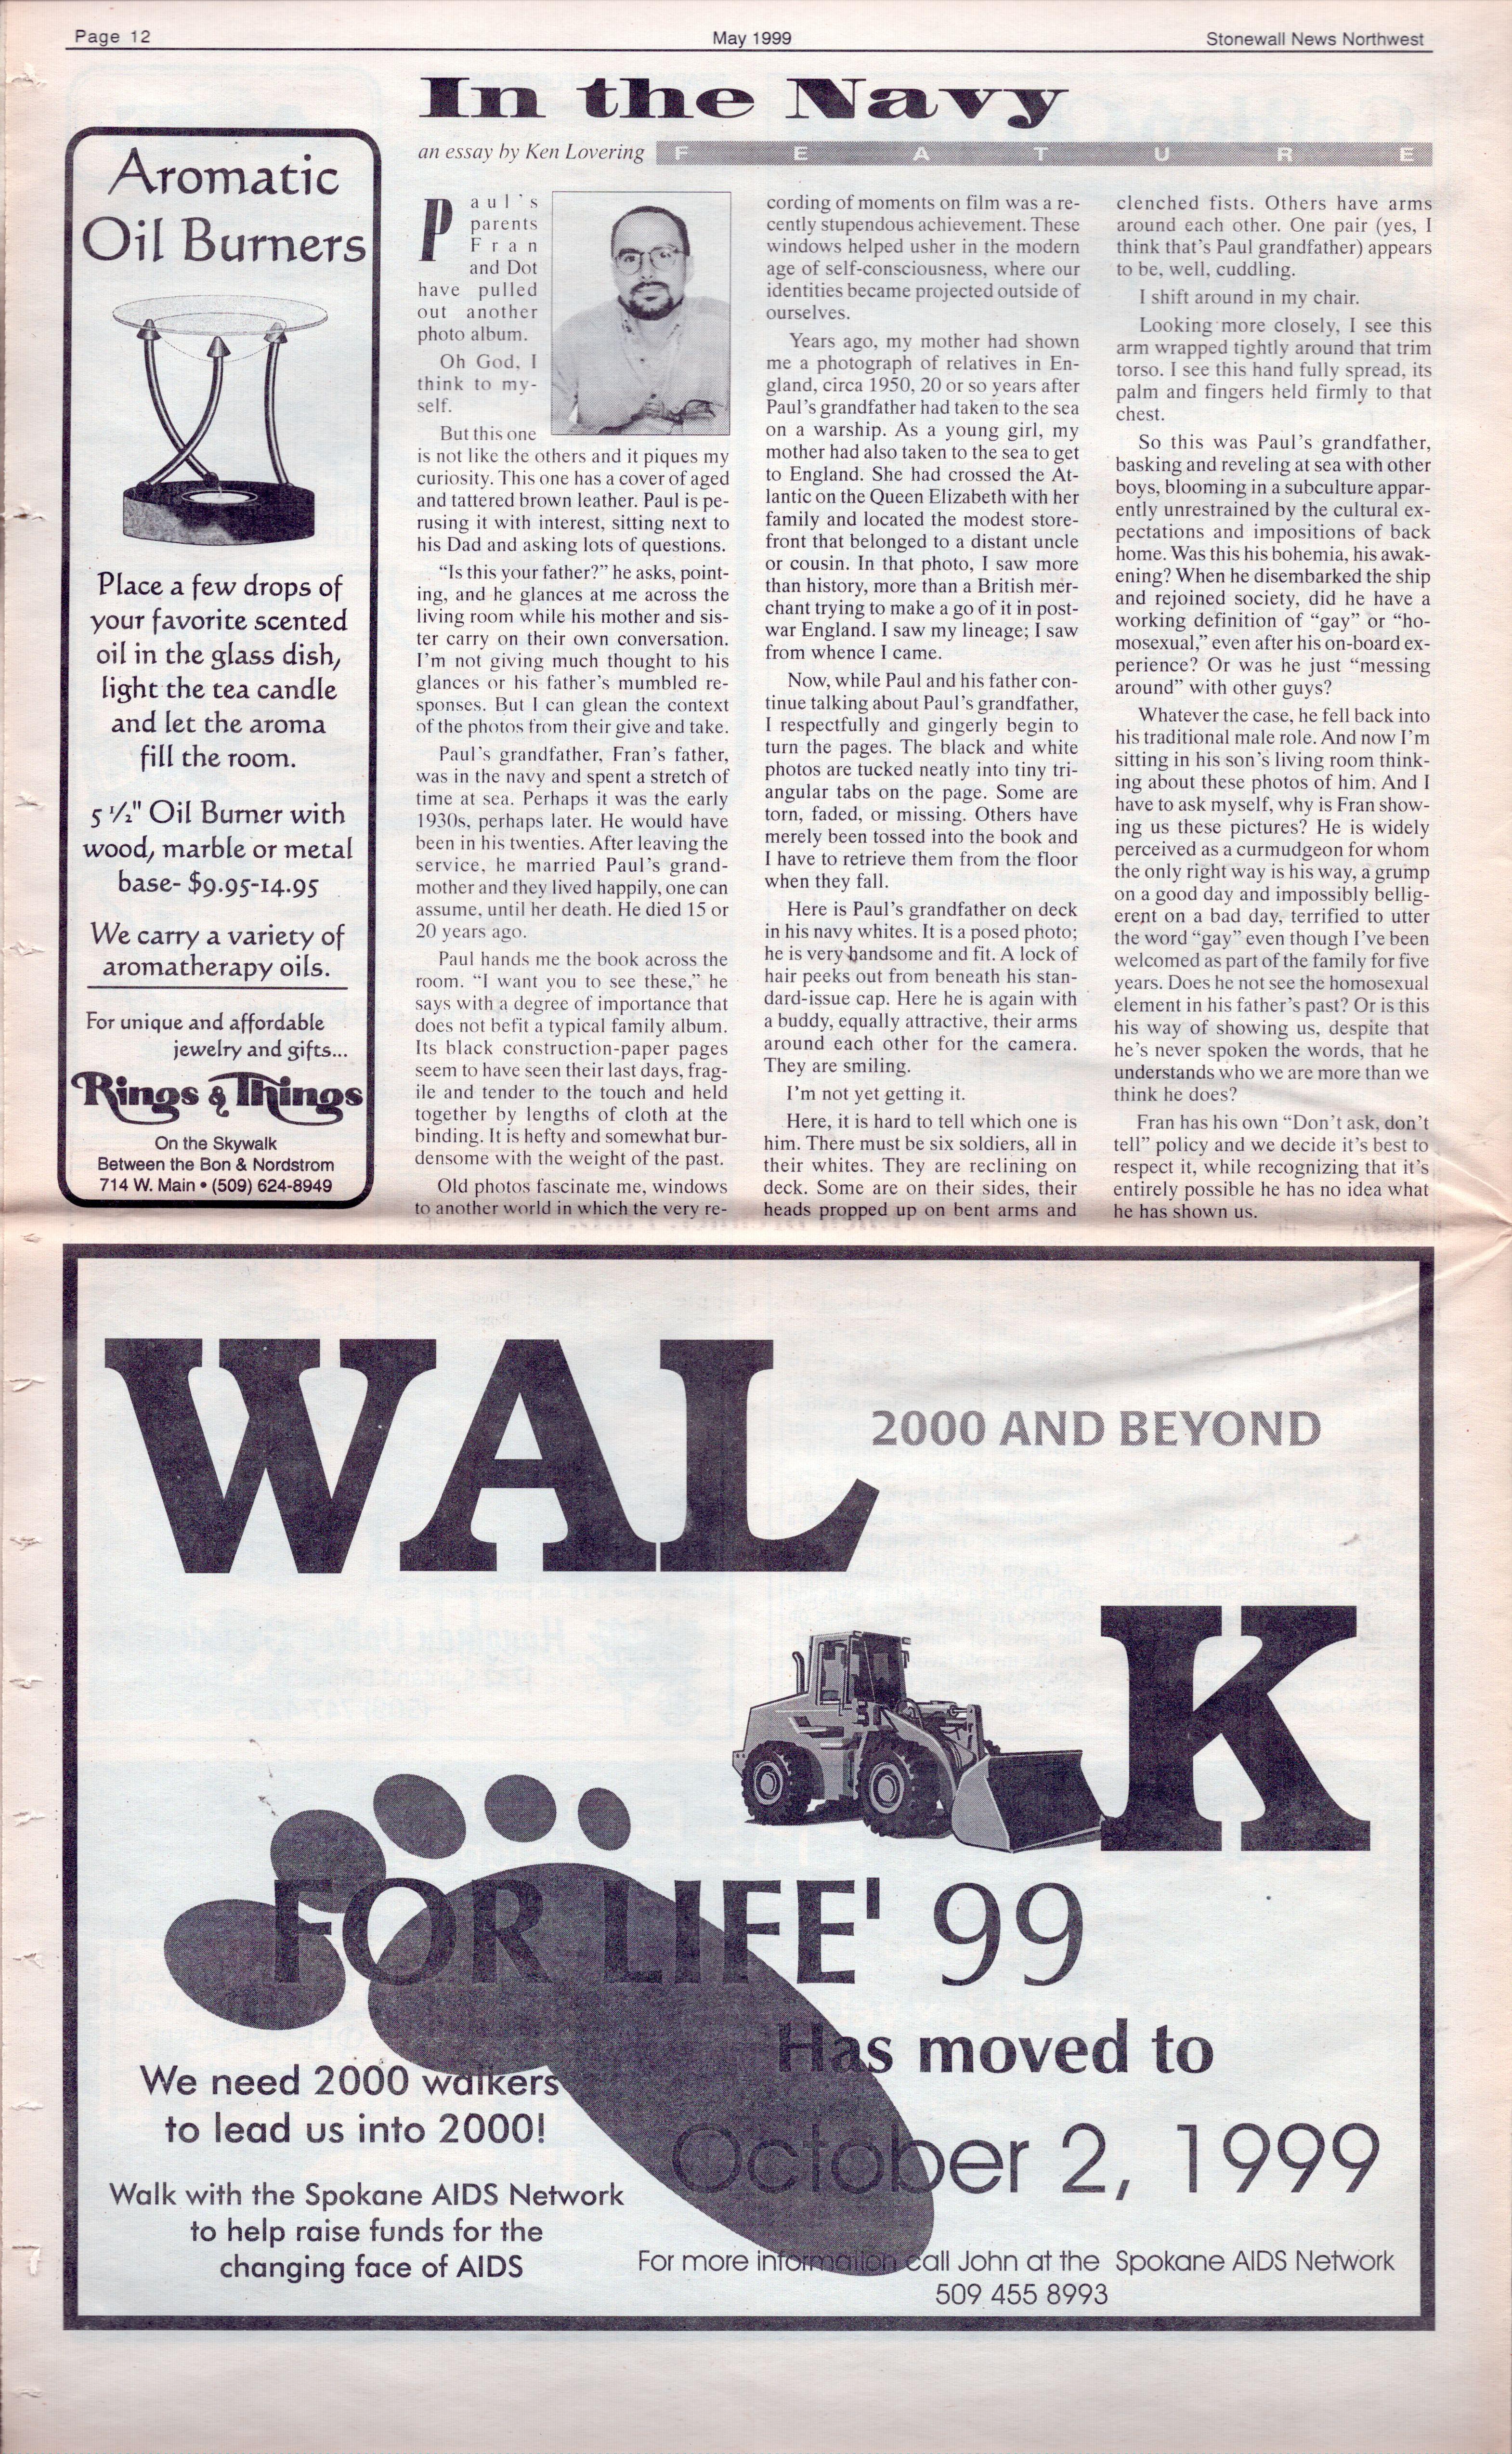 Page 12
May 1999
Stonewall News Northwest
Aromatic
Oil Burners
Place a few drops of
your favorite scented
oil in the glass dish,
light the tea candle
and let the aroma
fill the room.
5 1/2" Oil Burner with
wood, marble or metal
base- $9.95-14.95
We carry a variety of
aromatherapy oils.
For unique and affordable
jewelry and gifts...
Rings & Things
On the Skywalk
Between the Bon & Nordstrom
714 W. Main • (509) 624-8949
In the Navy
an essay by Ken Lovering
FEATURE
Paul's
parents
Fran
and Dot
have pulled
out another
photo album.
Oh God, I
think to my-
self.
But this one
is not like the others and it piques my
curiosity. This one has a cover of aged
and tattered brown leather. Paul is pe-
rusing it with interest, sitting next to
his Dad and asking lots of questions.
“Is this your father?” he asks, point-
ing, and he glances at me across the
living room while his mother and sis-
ter carry on their own conversation.
I'm not giving much thought to his
glances or his father's mumbled re-
sponses. But I can glean the context
of the photos from their give and take.
Paul's grandfather, Fran's father,
was in the navy and spent a stretch of
time at sea. Perhaps it was the early
1930s, perhaps later. He would have
been in his twenties. After leaving the
service, he married Paul's grand-
mother and they lived happily, one can
assume, until her death. He died 15 or
20 years ago.
Paul hands me the book across the
room. “I want you to see these,” he
says with a degree of importance that
does not befit a typical family album.
Its black construction-paper pages
seem to have seen their last days, frag-
ile and tender to the touch and held
together by lengths of cloth at the
binding. It is hefty and somewhat bur-
densome with the weight of the past.
Old photos fascinate me, windows
to another world in which the very re-
cording of moments on film was a re-
cently stupendous achievement. These
windows helped usher in the modern
age of self-consciousness, where our
identities became projected outside of
ourselves.
Years ago, my mother had shown
me a photograph of relatives in En-
gland, circa 1950, 20 or so years after
Paul's grandfather had taken to the sea
on a warship. As a young girl, my
mother had also taken to the sea to get
to England. She had crossed the At-
lantic on the Queen Elizabeth with her
family and located the modest store-
front that belonged to a distant uncle
or cousin. In that photo, I saw more
than history, more than a British mer-
chant trying to make a go of it in post-
war England. I saw my lineage; I saw
from whence I came.
Now, while Paul and his father con-
tinue talking about Paul's grandfather,
I respectfully and gingerly begin to
turn the pages. The black and white
photos are tucked neatly into tiny tri-
angular tabs on the page. Some are
torn, faded, or missing. Others have
merely been tossed into the book and
I have to retrieve them from the floor
when they fall.
Here is Paul's grandfather on deck
in his navy whites. It is a posed photo;
he is very handsome and fit. A lock of
hair peeks out from beneath his stan-
dard-issue cap. Here he is again with
a buddy, equally attractive, their arms
around each other for the camera.
They are smiling.
I'm not yet getting it.
Here, it is hard to tell which one is
him. There must be six soldiers, all in
their whites. They are reclining on
deck. Some are on their sides, their
heads propped up on bent arms and
clenched fists. Others have arms
around each other. One pair (yes, I
think that's Paul grandfather) appears
to be, well, cuddling.
I shift around in my chair.
Looking more closely, I see this
arm wrapped tightly around that trim
torso. I see this hand fully spread, its
palm and fingers held firmly to that
chest.
So this was Paul's grandfather,
basking and reveling at sea with other
boys, blooming in a subculture appar-
ently unrestrained by the cultural ex-
pectations and impositions of back
home. Was this his bohemia, his awak-
ening? When he disembarked the ship
and rejoined society, did he have a
working definition of “gay” or “ho-
mosexual,” even after his on-board ex-
perience? Or was he just “messing
around” with other guys?
Whatever the case, he fell back into
his traditional male role. And now I'm
sitting in his son's living room think-
ing about these photos of him. And I
have to ask myself, why is Fran show-
ing us these pictures? He is widely
perceived as a curmudgeon for whom
the only right way is his way, a grump
on a good day and impossibly bellig-
erent on a bad day, terrified to utter
the word “gay” even though I've been
welcomed as part of the family for five
years. Does he not see the homosexual
element in his father's past? Or is this
his way of showing us, despite that
he's never spoken the words, that he
understands who we are more than we
think he does?
Fran has his own “Don't ask, don't
tell” policy and we decide it's best to
respect it, while recognizing that it's
entirely possible he has no idea what
he has shown us.
WAL
2000 AND BEYOND
K
FOR LIFE' 99
Has moved to
October 2, 1999
We need 2000 walkers
to lead us into 2000!
Walk with the Spokane AIDS Network
to help raise funds for the
changing face of AIDS
For more information call John at the Spokane AIDS Network
509 455 8993